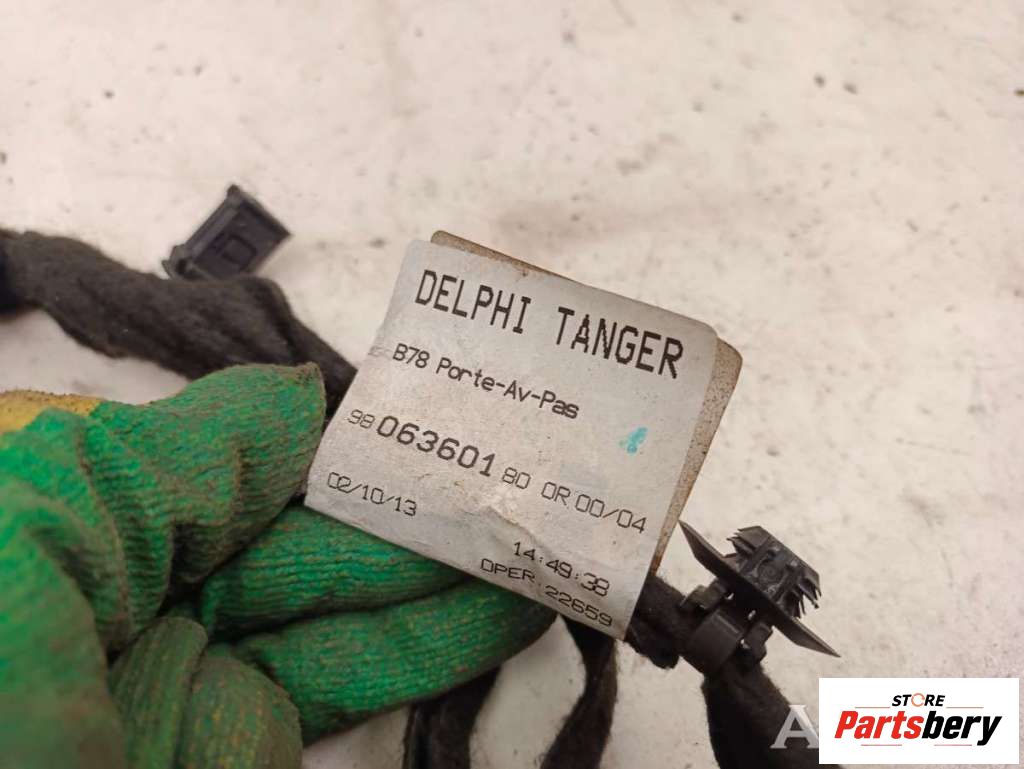 DELPHI TANGER
B78 Porte-Av-Pas
98 063601 80 0R 00/04
02/10/13
14:49:38
OPER: 22659
STORE
Partsbery